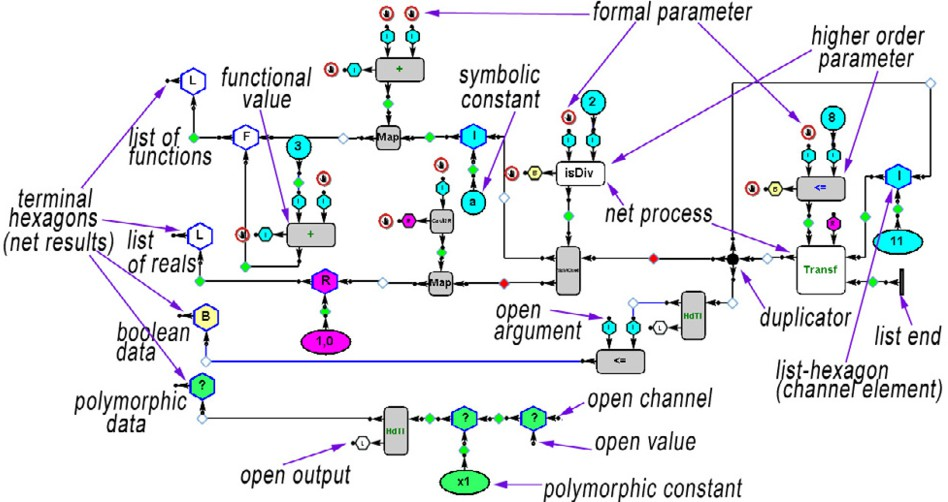 formal parameter
higher order
parameter
symbolic
constant
functional
value
L
I
I
I
+
2
8
I
I
I
I
list of
functions
F
3
Map
I
isDiv
B
<=
B
I
terminal
hexagons
(net results)
I
I
I
+
a
net process
11
list
of reals
L
R
Map
Transf
1,0
HdTl
L
duplicator
list end
boolean
data
B
open
argument
I
I
<=
list-hexagon
(channel element)
polymorphic
data
?
HdTl
L
?
?
open channel
open value
open output
x1
polymorphic constant